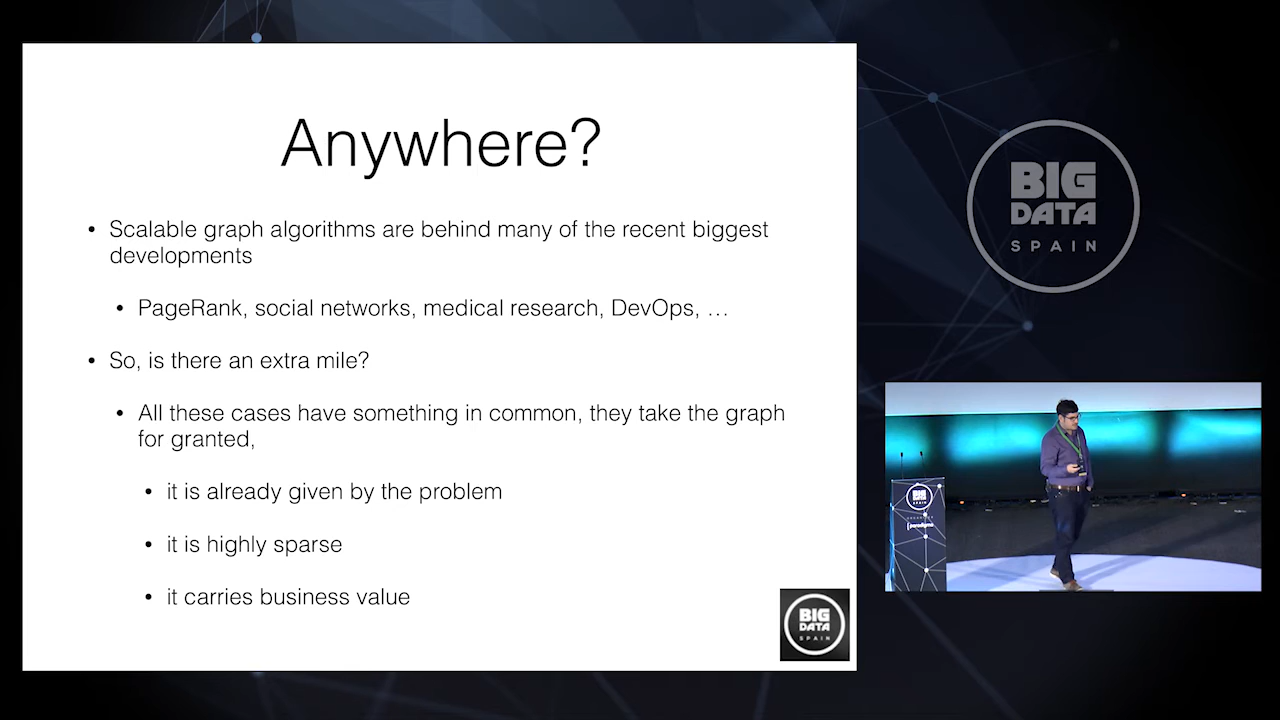 Anywhere?
• Scalable graph algorithms are behind many of the recent biggest
developments
• PageRank, social networks, medical research, DevOps, …
• So, is there an extra mile?
• All these cases have something in common, they take the graph
for granted,
• it is already given by the problem
• it is highly sparse
• it carries business value
BIG
DATA
SPAIN
BIG
DATA
SPAIN
BIG
DATA
SPAIN